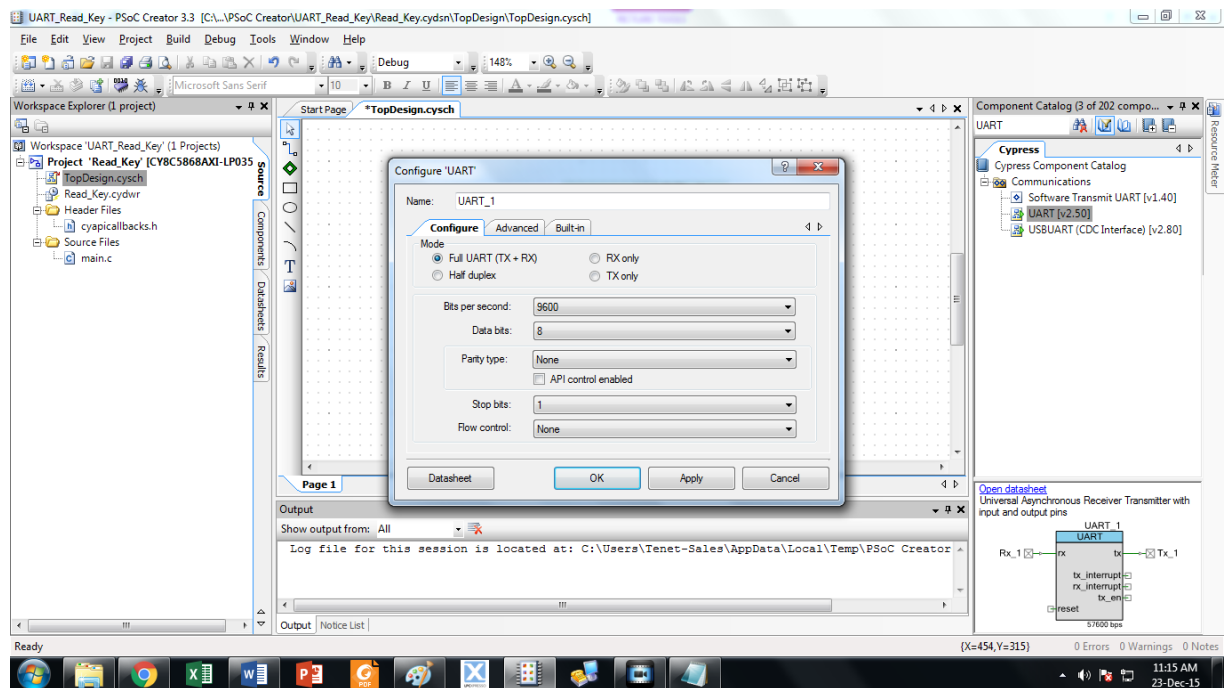 UART_Read_Key - PSoC Creator 3.3 [C:\...\PSoC Creator\UART_Read_Key\Read_Key.cydsn\TopDesign\TopDesign.cysch]
File Edit View Project Build Debug Tools Window Help
Debug 148%
Microsoft Sans Serif 10 B I U
Workspace Explorer (1 project)
Workspace 'UART_Read_Key' (1 Projects)
Project 'Read_Key' [CY8C5868AXI-LP035
TopDesign.cysch
Read_Key.cydwr
Header Files
cyapicallbacks.h
Source Files
main.c
Source
Components
Datasheets
Results
Start Page *TopDesign.cysch
Configure 'UART'
Name: UART_1
Configure Advanced Built-in
Mode
Full UART (TX + RX) RX only
Half duplex TX only
Bits per second: 9600
Data bits: 8
Parity type: None
API control enabled
Stop bits: 1
Flow control: None
Datasheet OK Apply Cancel
Page 1
Output
Show output from: All
Log file for this session is located at: C:\Users\Tenet-Sales\AppData\Local\Temp\PSoC Creator
Output Notice List
Component Catalog (3 of 202 compo...
UART
Cypress
Cypress Component Catalog
Communications
Software Transmit UART [v1.40]
UART [v2.50]
USBUART (CDC Interface) [v2.80]
Resource Meter
Open datasheet
Universal Asynchronous Receiver Transmitter with
input and output pins
UART_1
UART
Rx_1 rx tx Tx_1
tx_interrupt
rx_interrupt
tx_en
reset
57600 bps
Ready {X=454,Y=315} 0 Errors 0 Warnings 0 Notes
11:15 AM
23-Dec-15